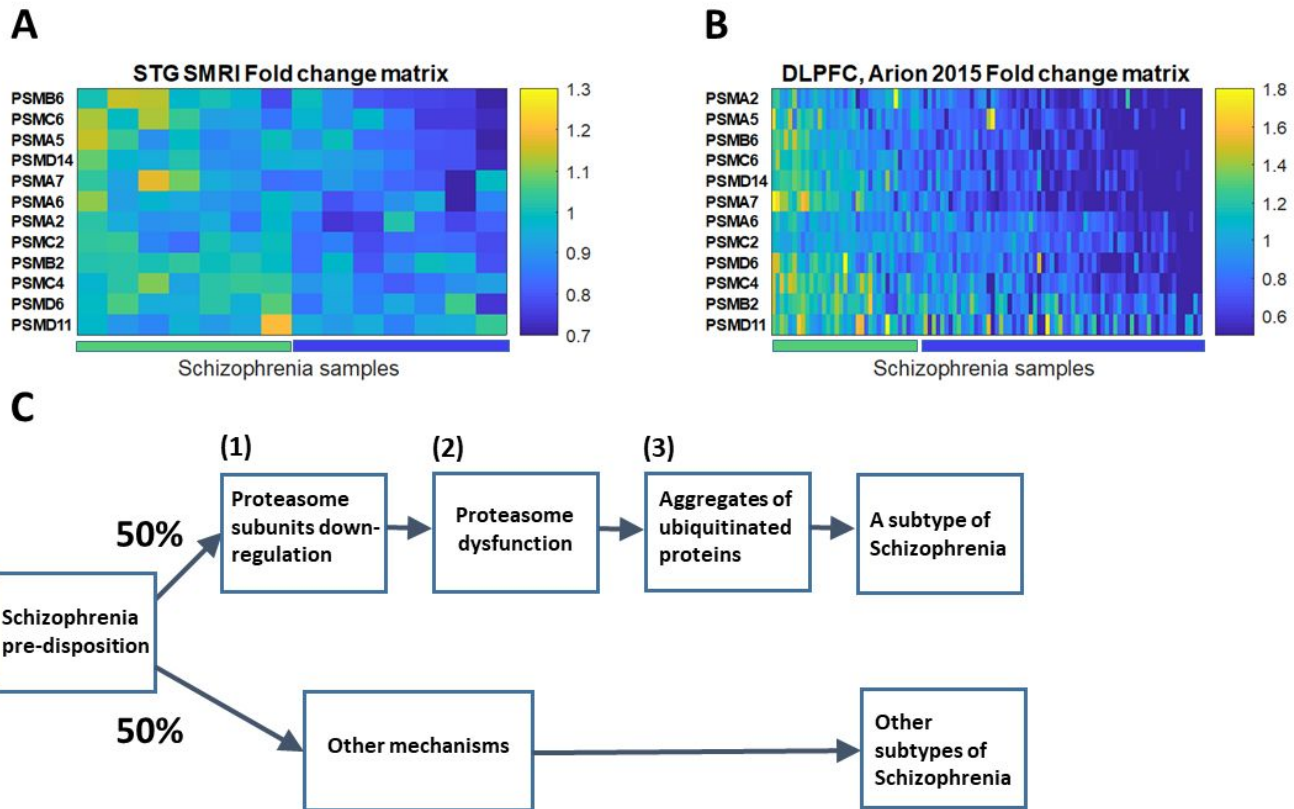 A
STG SMRI Fold change matrix
PSMB6
PSMC6
PSMA5
PSMD14
PSMA7
PSMA6
PSMA2
PSMC2
PSMB2
PSMC4
PSMD6
PSMD11
1.3
1.2
1.1
1
0.9
0.8
0.7
Schizophrenia samples
B
DLPFC, Arion 2015 Fold change matrix
PSMA2
PSMA5
PSMB6
PSMC6
PSMD14
PSMA7
PSMA6
PSMC2
PSMD6
PSMC4
PSMB2
PSMD11
1.8
1.6
1.4
1.2
1
0.8
0.6
Schizophrenia samples
C
(1)
(2)
(3)
50%
Proteasome
subunits down-
regulation
Proteasome
dysfunction
Aggregates of
ubiquitinated
proteins
A subtype of
Schizophrenia
Schizophrenia
pre-disposition
50%
Other mechanisms
Other
subtypes of
Schizophrenia